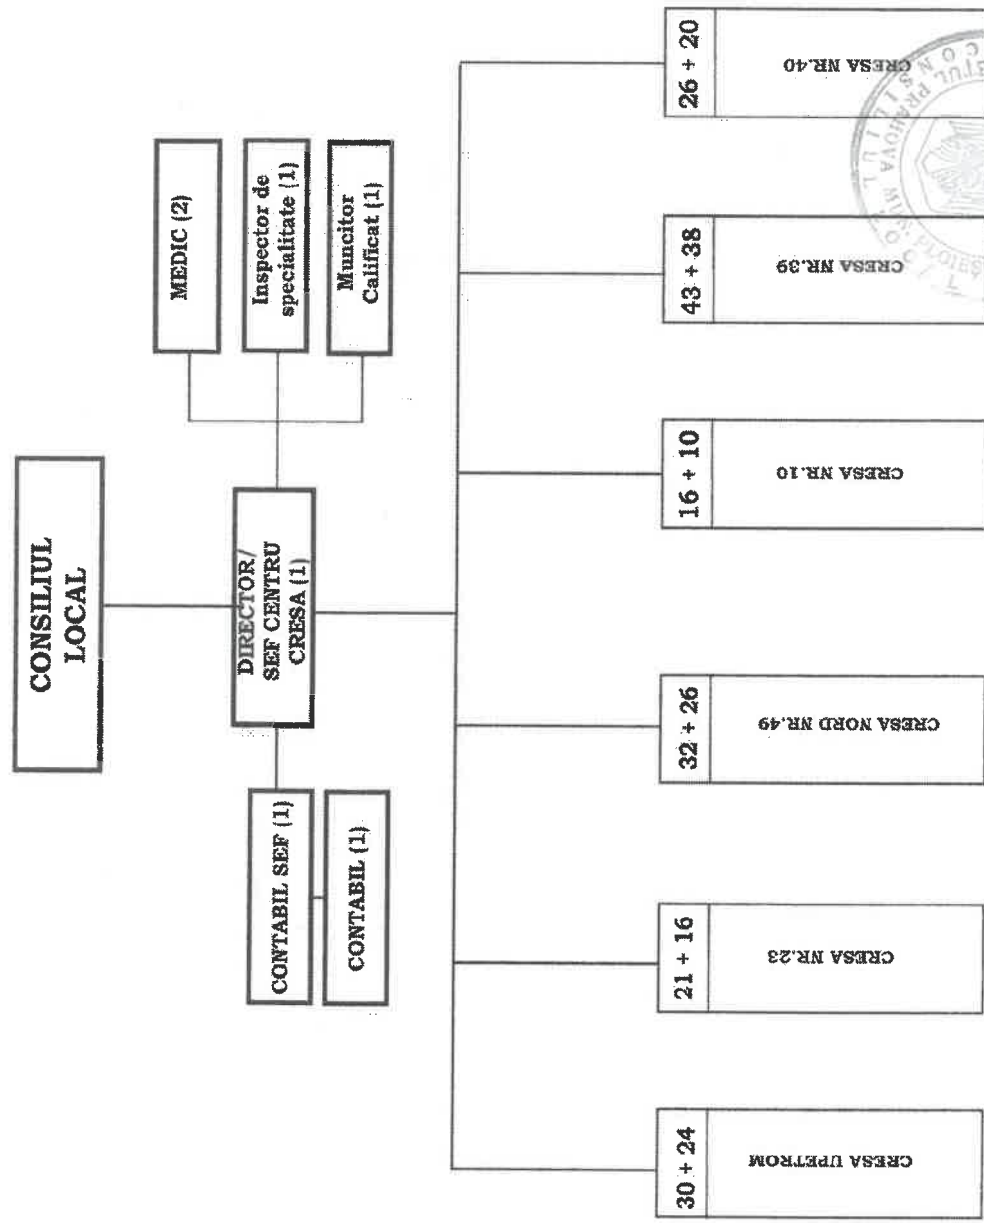 CONSILIUL
LOCAL
CONTABIL SEF (1)
CONTABIL (1)
DIRECTOR/
SEF CENTRU
CRESA (1)
MEDIC (2)
Inspector de
specialitate (1)
Muncitor
Calificat (1)
30 + 24
CRESA UPETROM
21 + 16
CRESA NR.23
32 + 26
CRESA NORD NR.49
16 + 10
CRESA NR.10
43 + 38
CRESA NR.39
26 + 20
CRESA NR.40
PRAHOVA